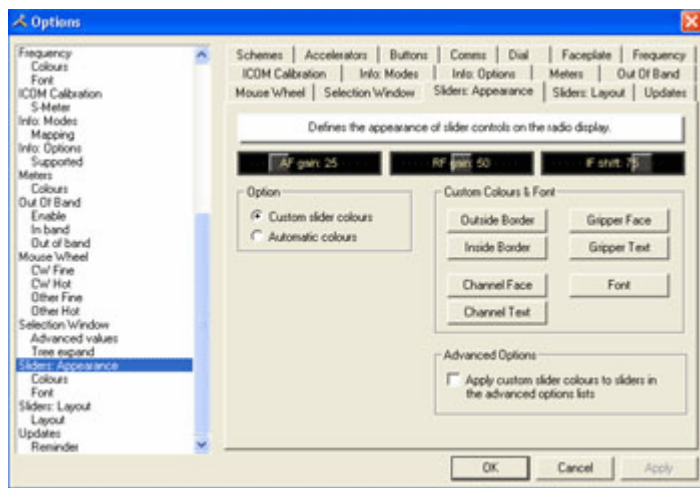 Options
Frequency
Colours
Font
ICOM Calibration
S-Meter
Info: Modes
Mapping
Info: Options
Supported
Meters
Colours
Out Of Band
Enable
In band
Out of band
Mouse Wheel
CW Fine
CW Hot
Other Fine
Other Hot
Selection Window
Advanced values
Tree expand
Sliders: Appearance
Colours
Font
Sliders: Layout
Layout
Updates
Reminder
Schemes Accelerators Buttons Comms Dial Faceplate Frequency
ICOM Calibration Info: Modes Info: Options Meters Out Of Band
Mouse Wheel Selection Window Sliders: Appearance Sliders: Layout Updates
Defines the appearance of slider controls on the radio display.
AF gain: 25 RF gain: 50 IF shift: 75
Option
Custom slider colours
Automatic colours
Custom Colours & Font
Outside Border Gripper Face
Inside Border Gripper Text
Channel Face Font
Channel Text
Advanced Options
Apply custom slider colours to sliders in
the advanced options lists
OK Cancel Apply